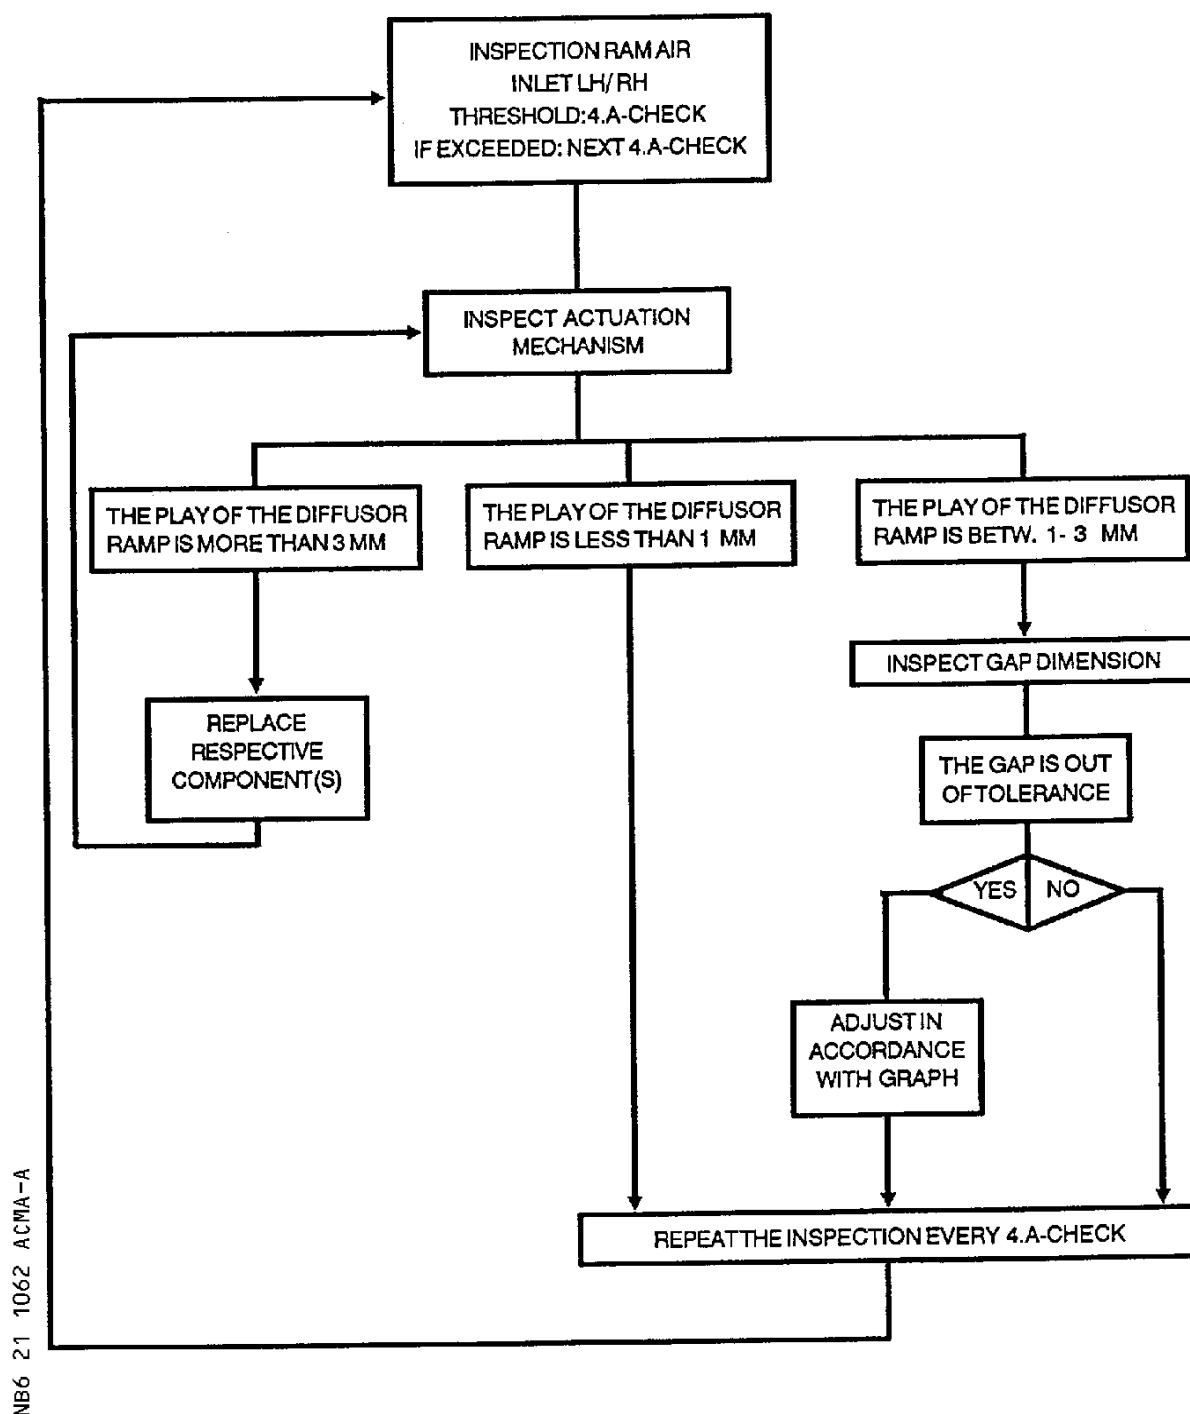 INSPECTION RAM AIR
INLET LH/RH
THRESHOLD:4.A-CHECK
IF EXCEEDED: NEXT 4.A-CHECK
INSPECT ACTUATION
MECHANISM
THE PLAY OF THE DIFFUSOR
RAMP IS MORE THAN 3 MM
THE PLAY OF THE DIFFUSOR
RAMP IS LESS THAN 1 MM
THE PLAY OF THE DIFFUSOR
RAMP IS BETW. 1- 3 MM
INSPECT GAP DIMENSION
REPLACE
RESPECTIVE
COMPONENT(S)
THE GAP IS OUT
OF TOLERANCE
YES NO
ADJUST IN
ACCORDANCE
WITH GRAPH
REPEAT THE INSPECTION EVERY 4.A-CHECK
NB6 21 1062 ACMA-A